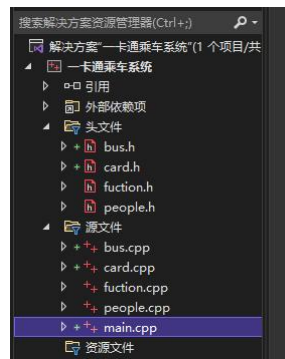 搜索解决方案资源管理器(Ctrl+;)
解决方案"一卡通乘车系统"(1 个项目/共
一卡通乘车系统
引用
外部依赖项
头文件
bus.h
card.h
fuction.h
people.h
源文件
bus.cpp
card.cpp
fuction.cpp
people.cpp
main.cpp
资源文件